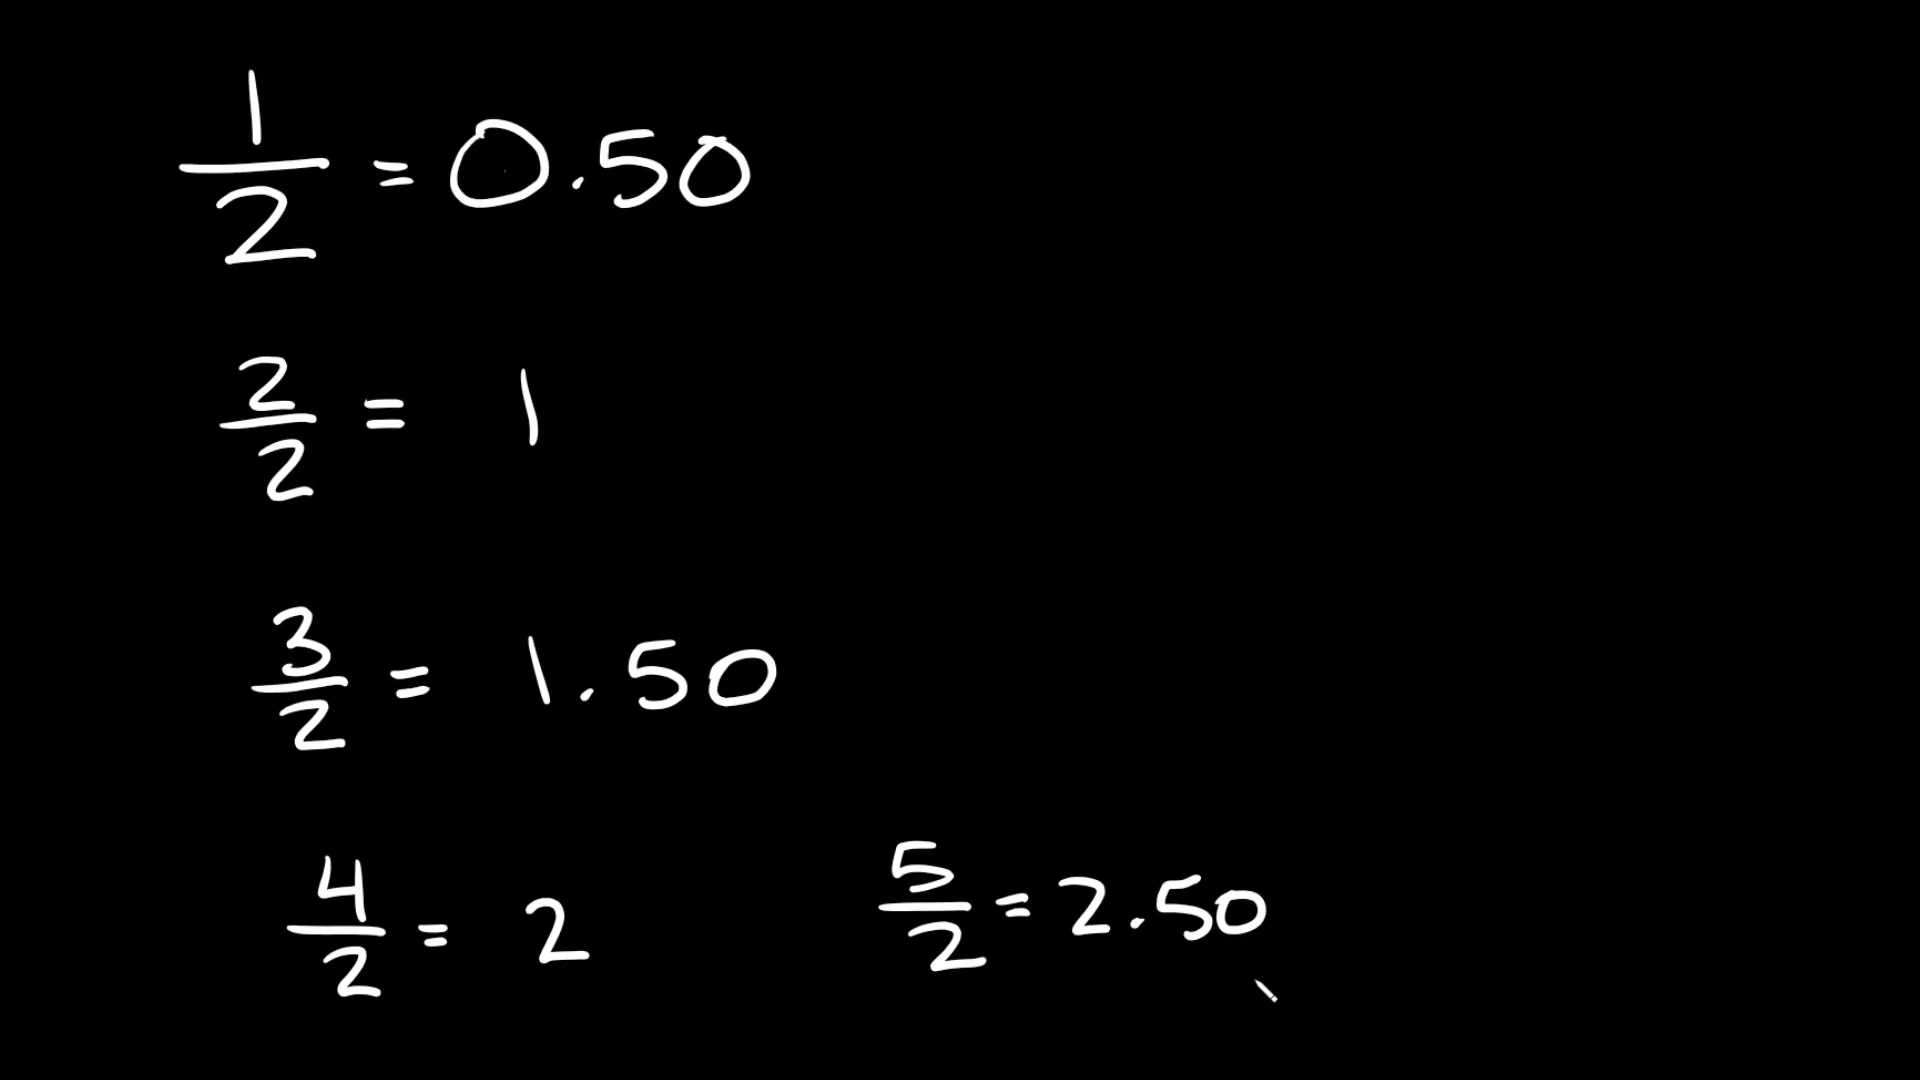 1/2 = 0.50
2/2 = 1
3/2 = 1.50
4/2 = 2
5/2 = 2.50